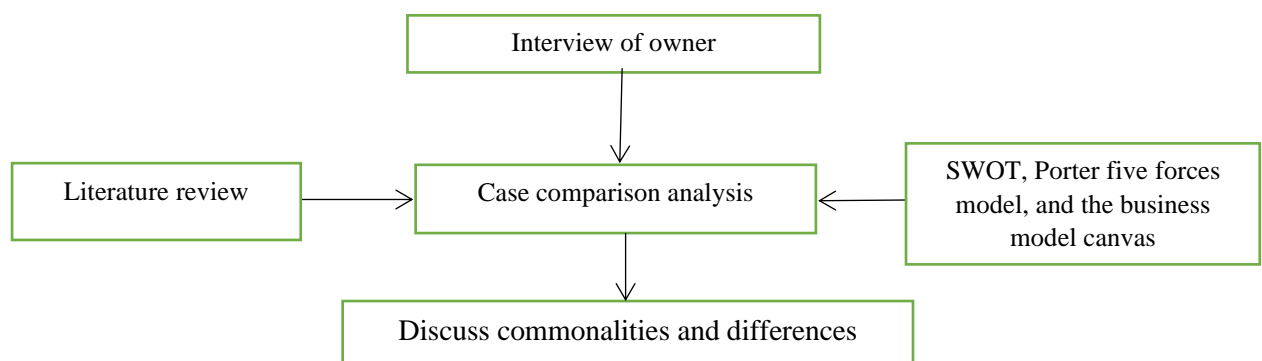 Interview of owner
Literature review
Case comparison analysis
SWOT, Porter five forces
model, and the business
model canvas
Discuss commonalities and differences